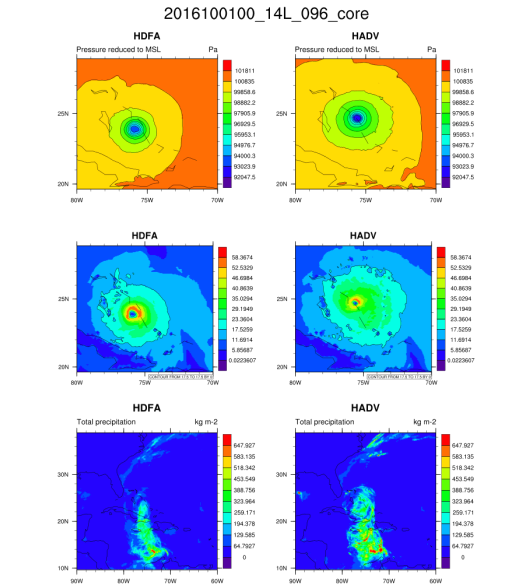 2016100100_14L_096_core
HDFA
Pressure reduced to MSL Pa
25N
20N
80W 75W 70W
101811
100835
99858.6
98882.2
97905.9
96929.5
95953.1
94976.7
94000.3
93023.9
92047.5
HADV
Pressure reduced to MSL Pa
25N
20N
80W 75W 70W
101811
100835
99858.6
98882.2
97905.9
96929.5
95953.1
94976.7
94000.3
93023.9
92047.5
HDFA
25N
20N
80W 75W 70W
58.3674
52.5329
46.6984
40.8639
35.0294
29.1949
23.3604
17.5259
11.6914
5.85687
0.0223607
HADV
25N
20N
80W 75W 70W
58.3674
52.5329
46.6984
40.8639
35.0294
29.1949
23.3604
17.5259
11.6914
5.85687
0.0223607
HDFA
Total precipitation kg m-2
30N
20N
10N
90W 80W 70W 60W
647.927
583.135
518.342
453.549
388.756
323.964
259.171
194.378
129.585
64.7927
0
HADV
Total precipitation kg m-2
30N
20N
10N
90W 80W 70W 60W
647.927
583.135
518.342
453.549
388.756
323.964
259.171
194.378
129.585
64.7927
0